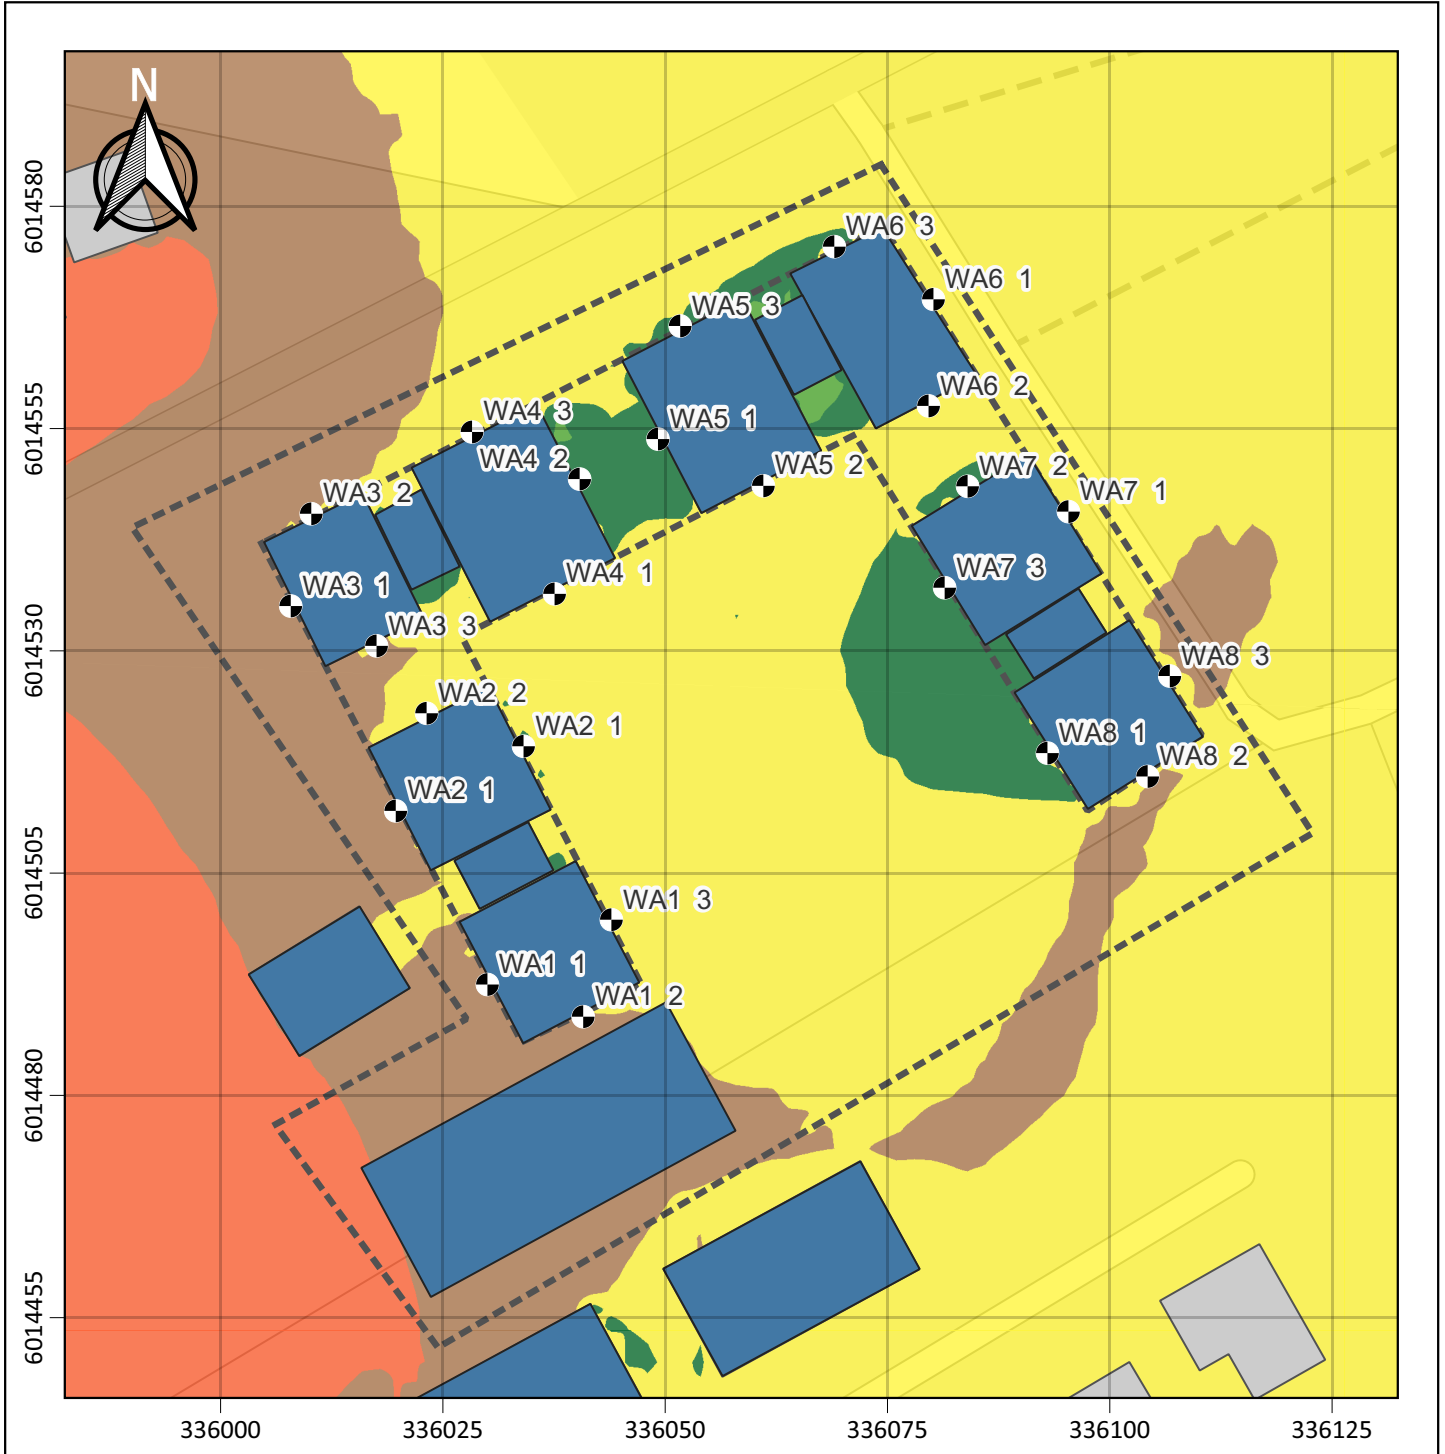 N
WA6 3
WA6 1
WA5 3
WA6 2
WA4 3
WA5 1
WA4 2
WA5 2
WA7 2
WA3 2
WA7 1
WA3 1
WA4 1
WA7 3
WA3 3
WA8 3
WA2 2
WA2 1
WA8 1
WA8 2
WA2 1
WA1 3
WA1 1
WA1 2
6014580
6014555
6014530
6014505
6014480
6014455
336000 336025 336050 336075 336100 336125